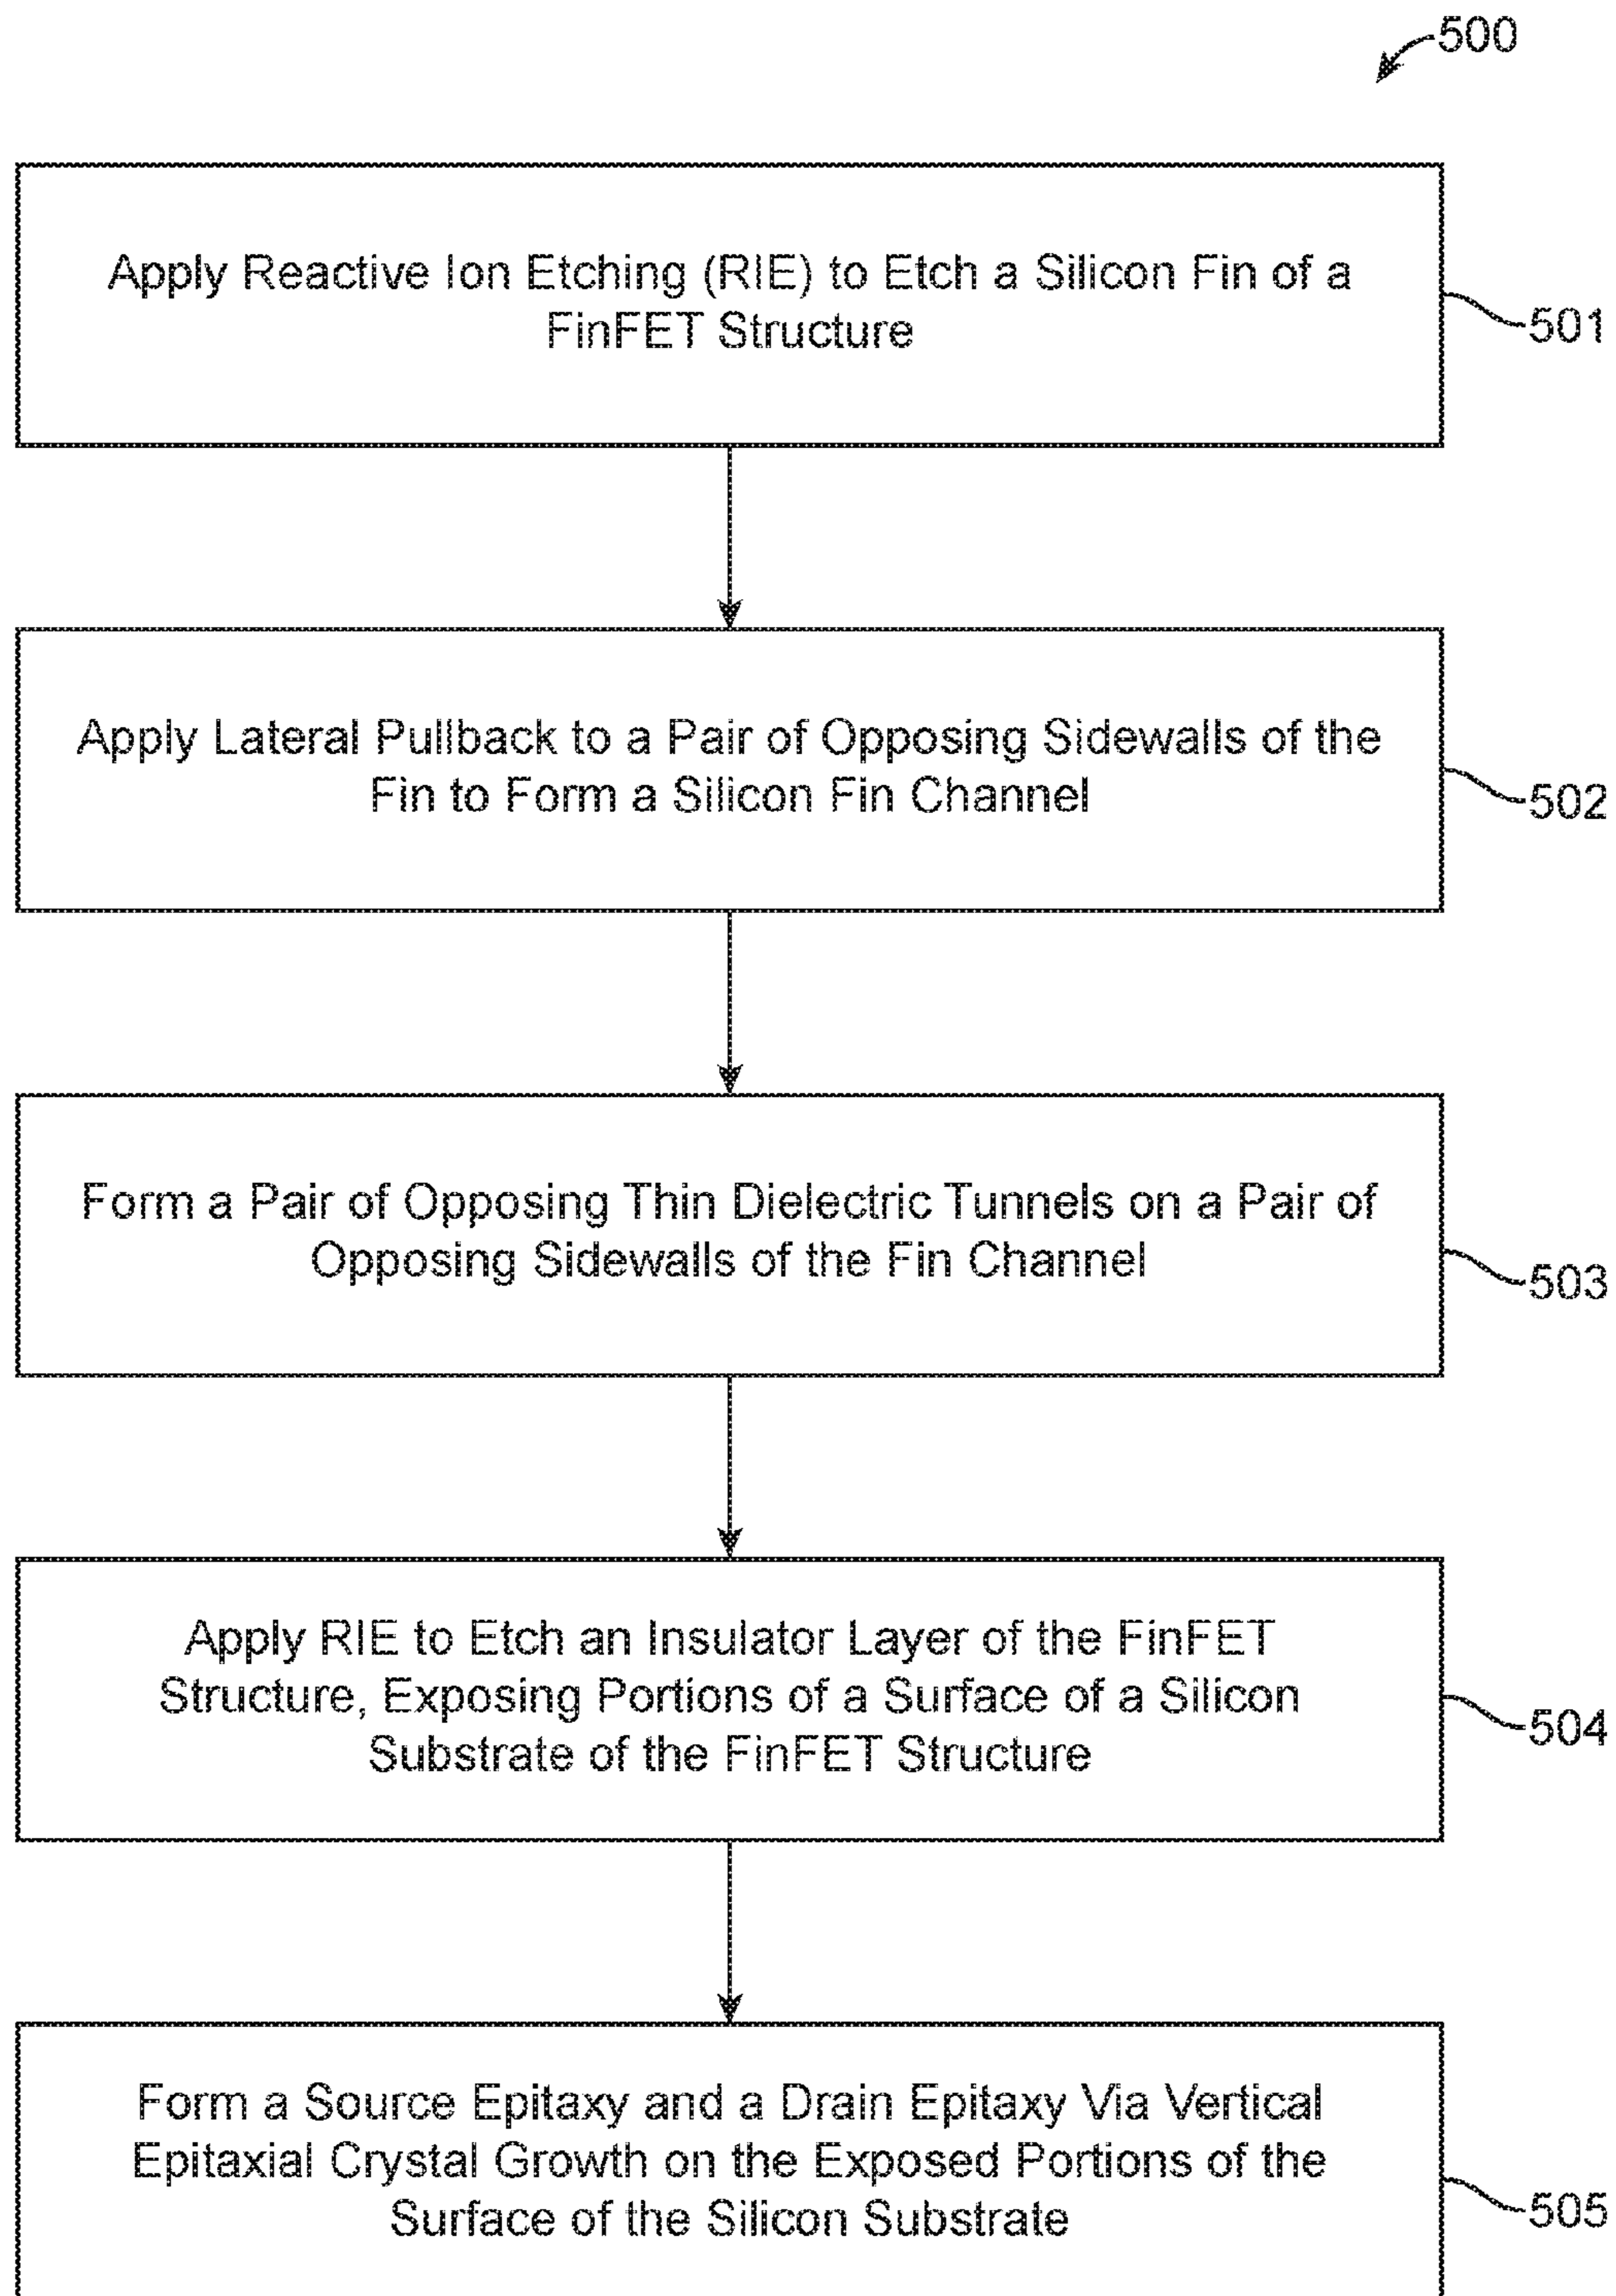 500
Apply Reactive Ion Etching (RIE) to Etch a Silicon Fin of a
FinFET Structure
501
Apply Lateral Pullback to a Pair of Opposing Sidewalls of the
Fin to Form a Silicon Fin Channel
502
Form a Pair of Opposing Thin Dielectric Tunnels on a Pair of
Opposing Sidewalls of the Fin Channel
503
Apply RIE to Etch an Insulator Layer of the FinFET
Structure, Exposing Portions of a Surface of a Silicon
Substrate of the FinFET Structure
504
Form a Source Epitaxy and a Drain Epitaxy Via Vertical
Epitaxial Crystal Growth on the Exposed Portions of the
Surface of the Silicon Substrate
505